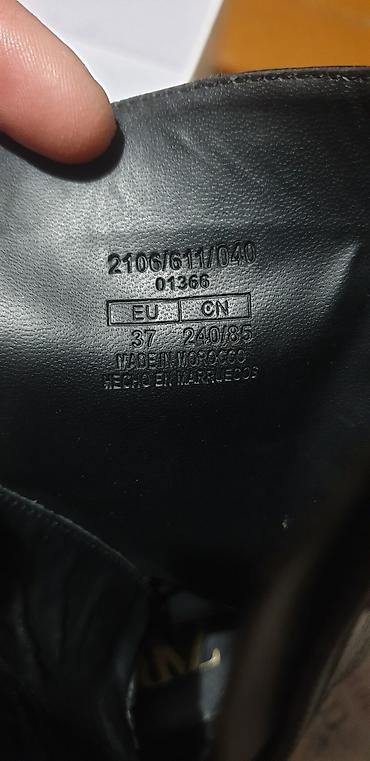 2106/611/040
01366
EU CN
37 240/85
MADE IN MOROCCO
HECHO EN MARRUECOS